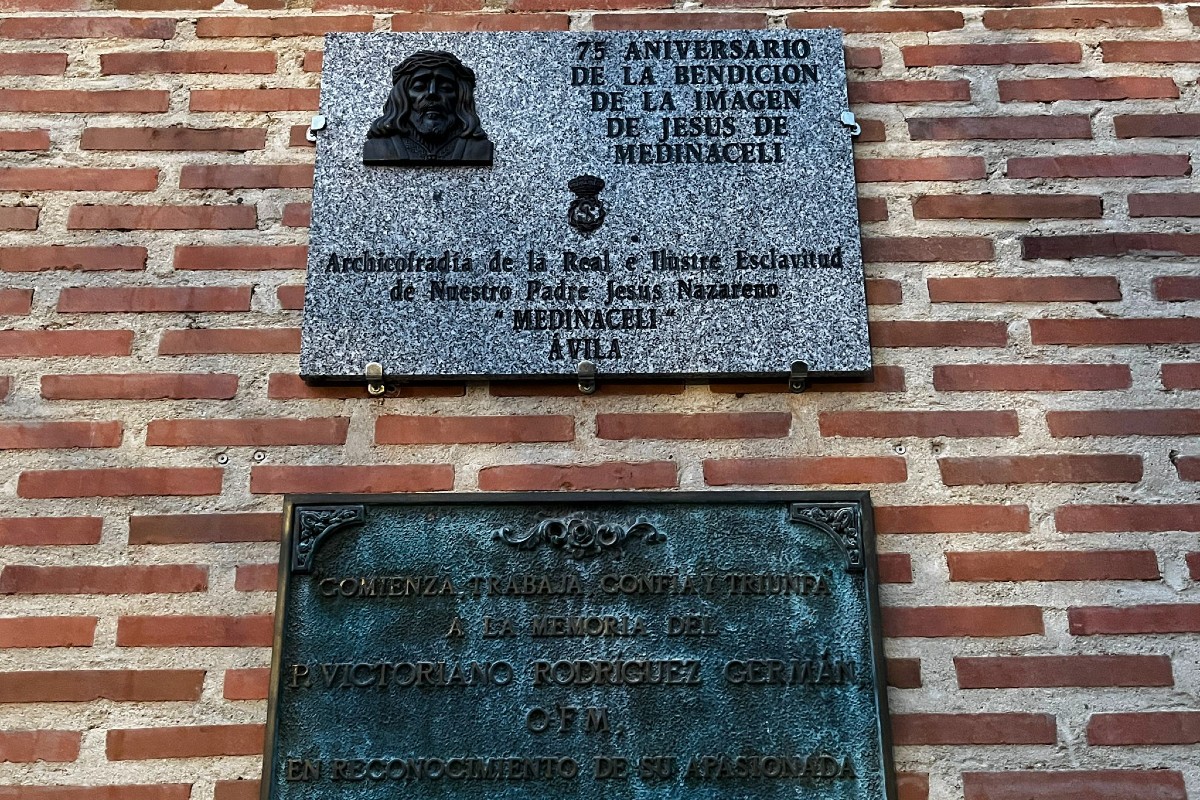 75 ANIVERSARIO
DE LA BENDICION
DE LA IMAGEN
DE JESUS DE
MEDINACELI
Archicofradía de la Real e Ilustre Esclavitud
de Nuestro Padre Jesús Nazareno
"MEDINACELI"
ÁVILA
COMIENZA, TRABAJA, CONFÍA Y TRIUNFA
A LA MEMORIA DEL
P. VICTORIANO RODRÍGUEZ GERMÁN
O.F.M.
EN RECONOCIMIENTO DE SU APASIONADA